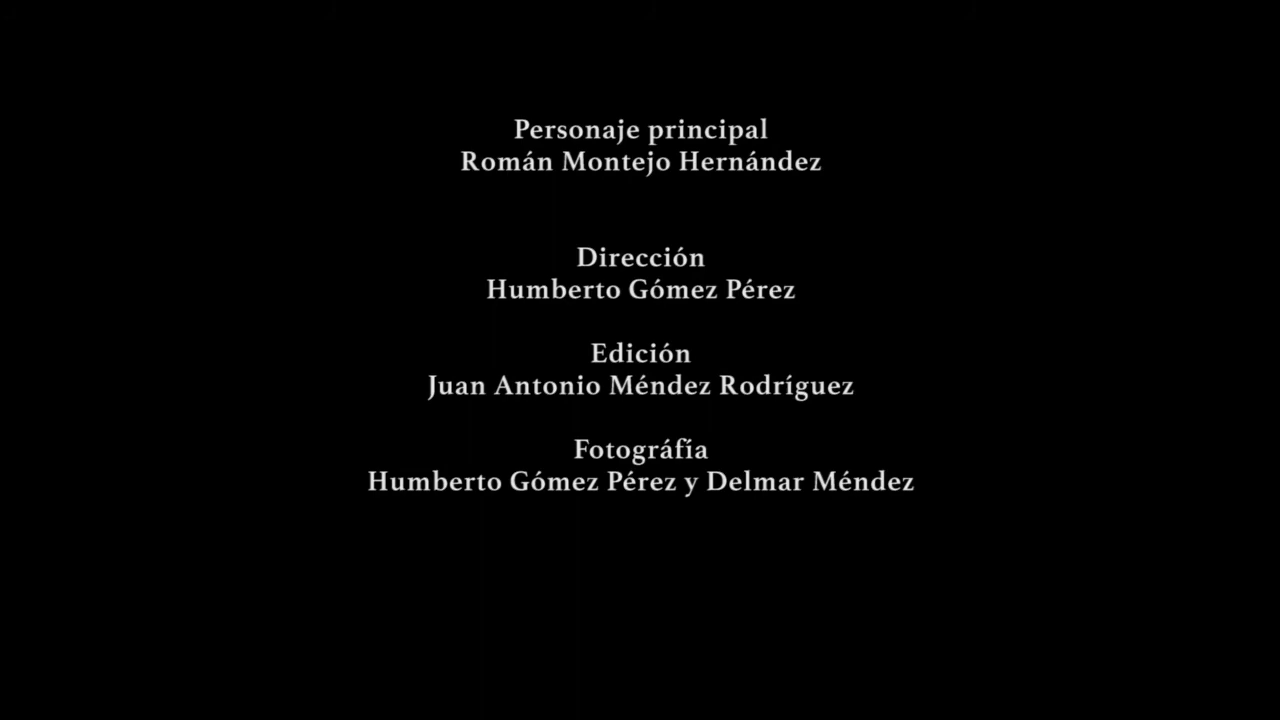 Personaje principal
Román Montejo Hernández
Dirección
Humberto Gómez Pérez
Edición
Juan Antonio Méndez Rodríguez
Fotográfía
Humberto Gómez Pérez y Delmar Méndez